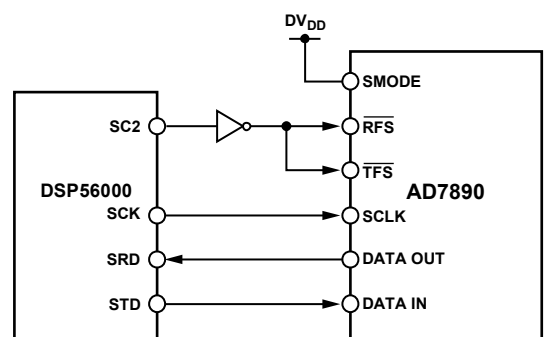 DV_DD
SMODE
SC2
RFS
TFS
DSP56000
AD7890
SCK
SCLK
SRD
DATA OUT
STD
DATA IN